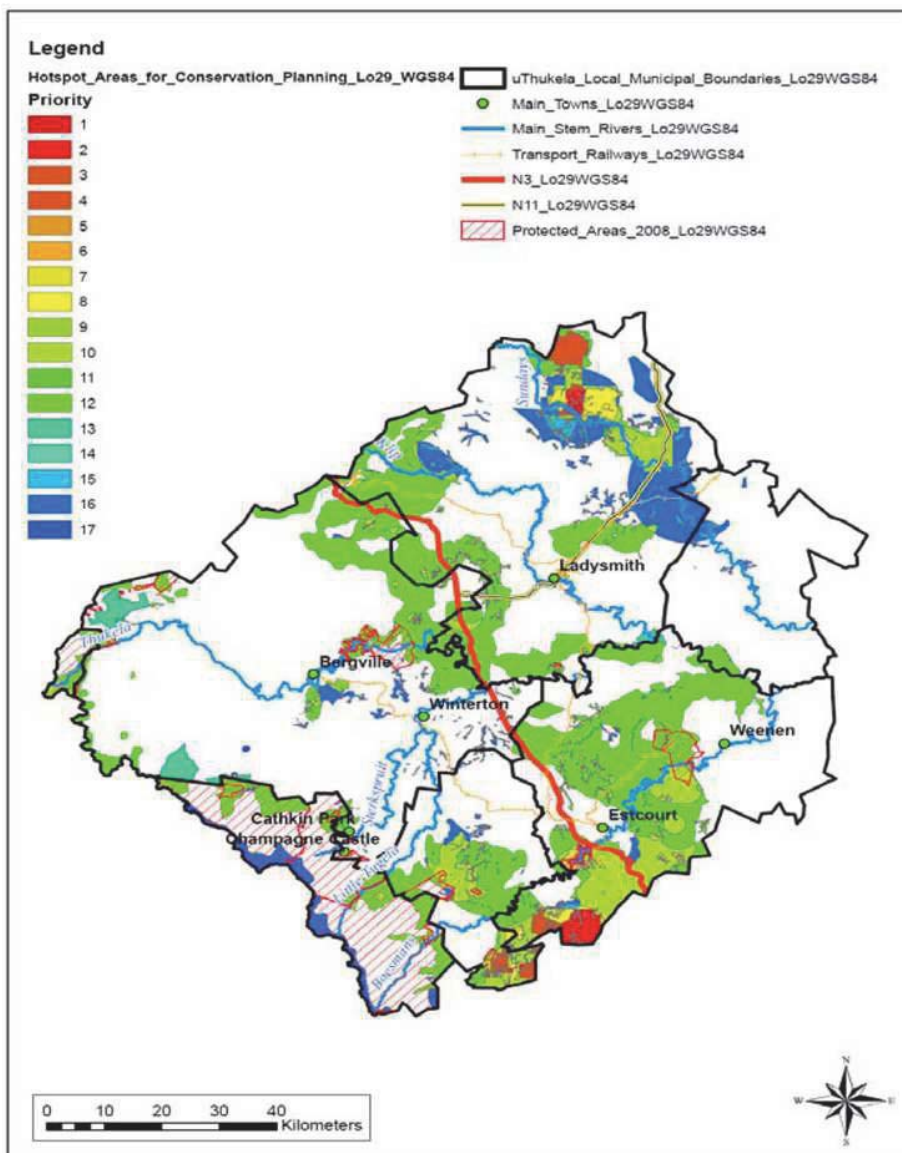 Legend
Hotspot_Areas_for_Conservation_Planning_Lo29_WGS84
Priority
1
2
3
4
5
6
7
8
9
10
11
12
13
14
15
16
17
uThukela_Local_Municipal_Boundaries_Lo29WGS84
Main_Towns_Lo29WGS84
Main_Stem_Rivers_Lo29WGS84
Transport_Railways_Lo29WGS84
N3_Lo29WGS84
N11_Lo29WGS84
Protected_Areas_2008_Lo29WGS84
Sundays
Klip
Ladysmith
Thukela
Bergville
Winterton
Weenen
Sterkspruit
Cathkin Park
Champagne Castle
Estcourt
Little Tugela
Boesmans
0 10 20 30 40
Kilometers
N
W E
S